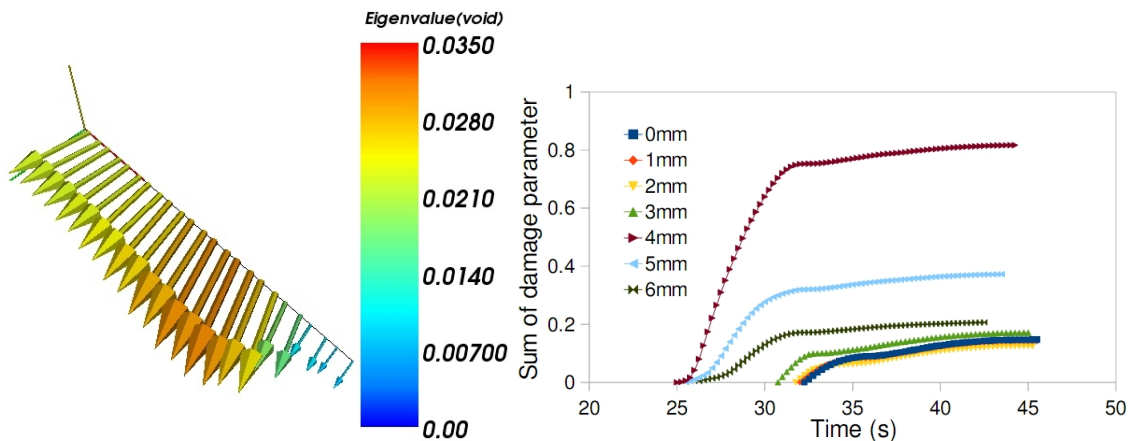 Eigenvalue(void)
0.0350
0.0280
0.0210
0.0140
0.00700
0.00
Sum of damage parameter
1
0.8
0.6
0.4
0.2
0
0mm
1mm
2mm
3mm
4mm
5mm
6mm
20 25 30 35 40 45 50
Time (s)